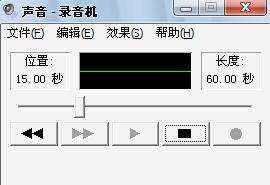 声音 - 录音机
文件(F) 编辑(E) 效果(S) 帮助(H)
位置: 长度:
15.00 秒 60.00 秒